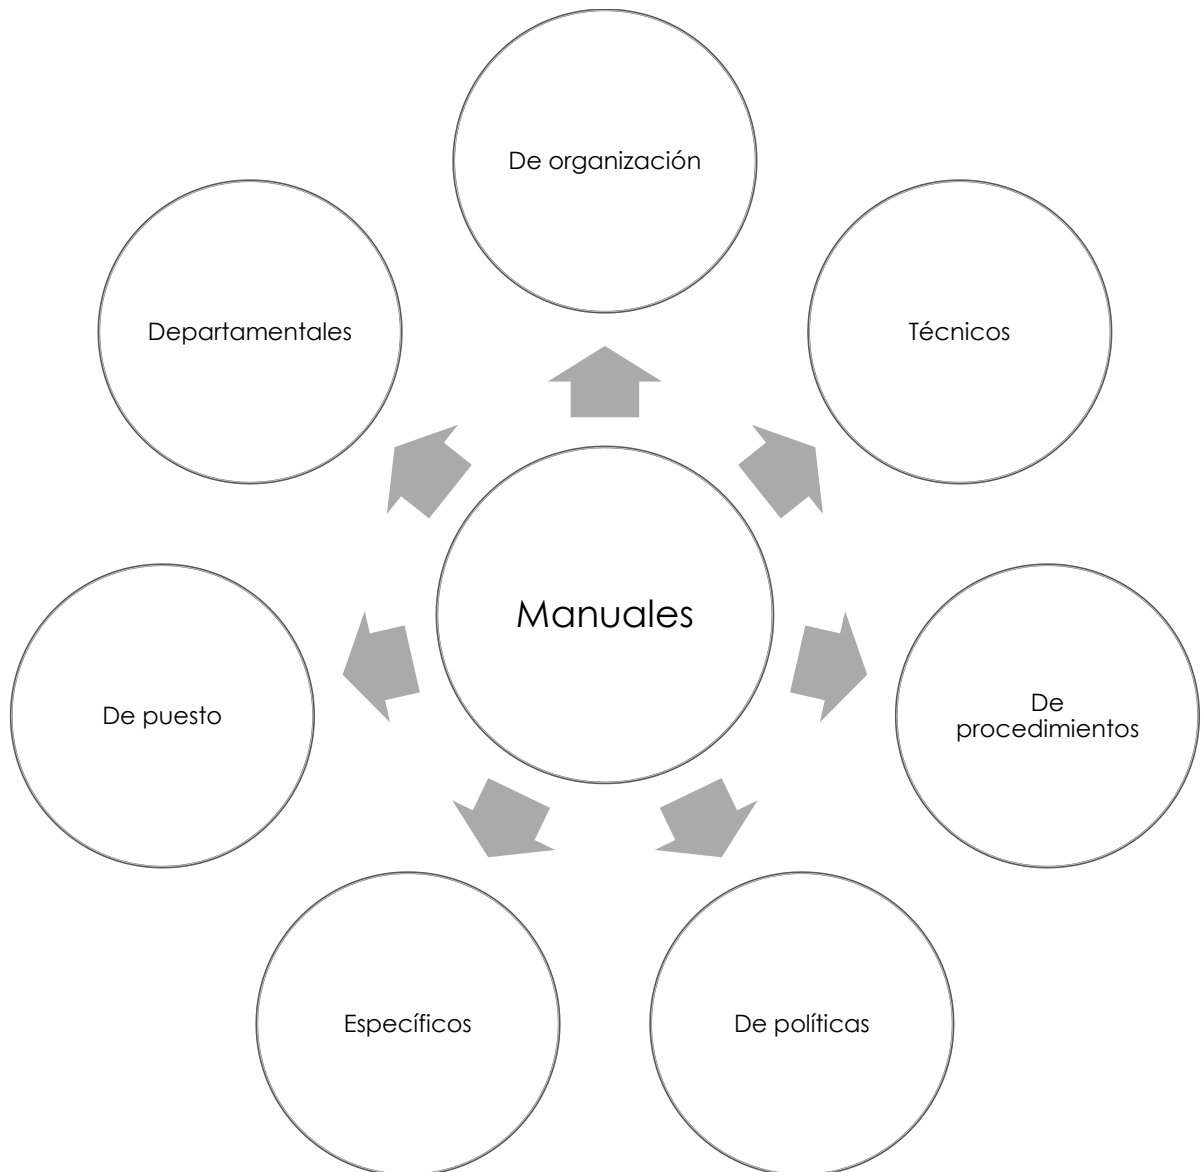 De organización
Departamentales
Técnicos
Manuales
De puesto
De
procedimientos
Específicos
De políticas